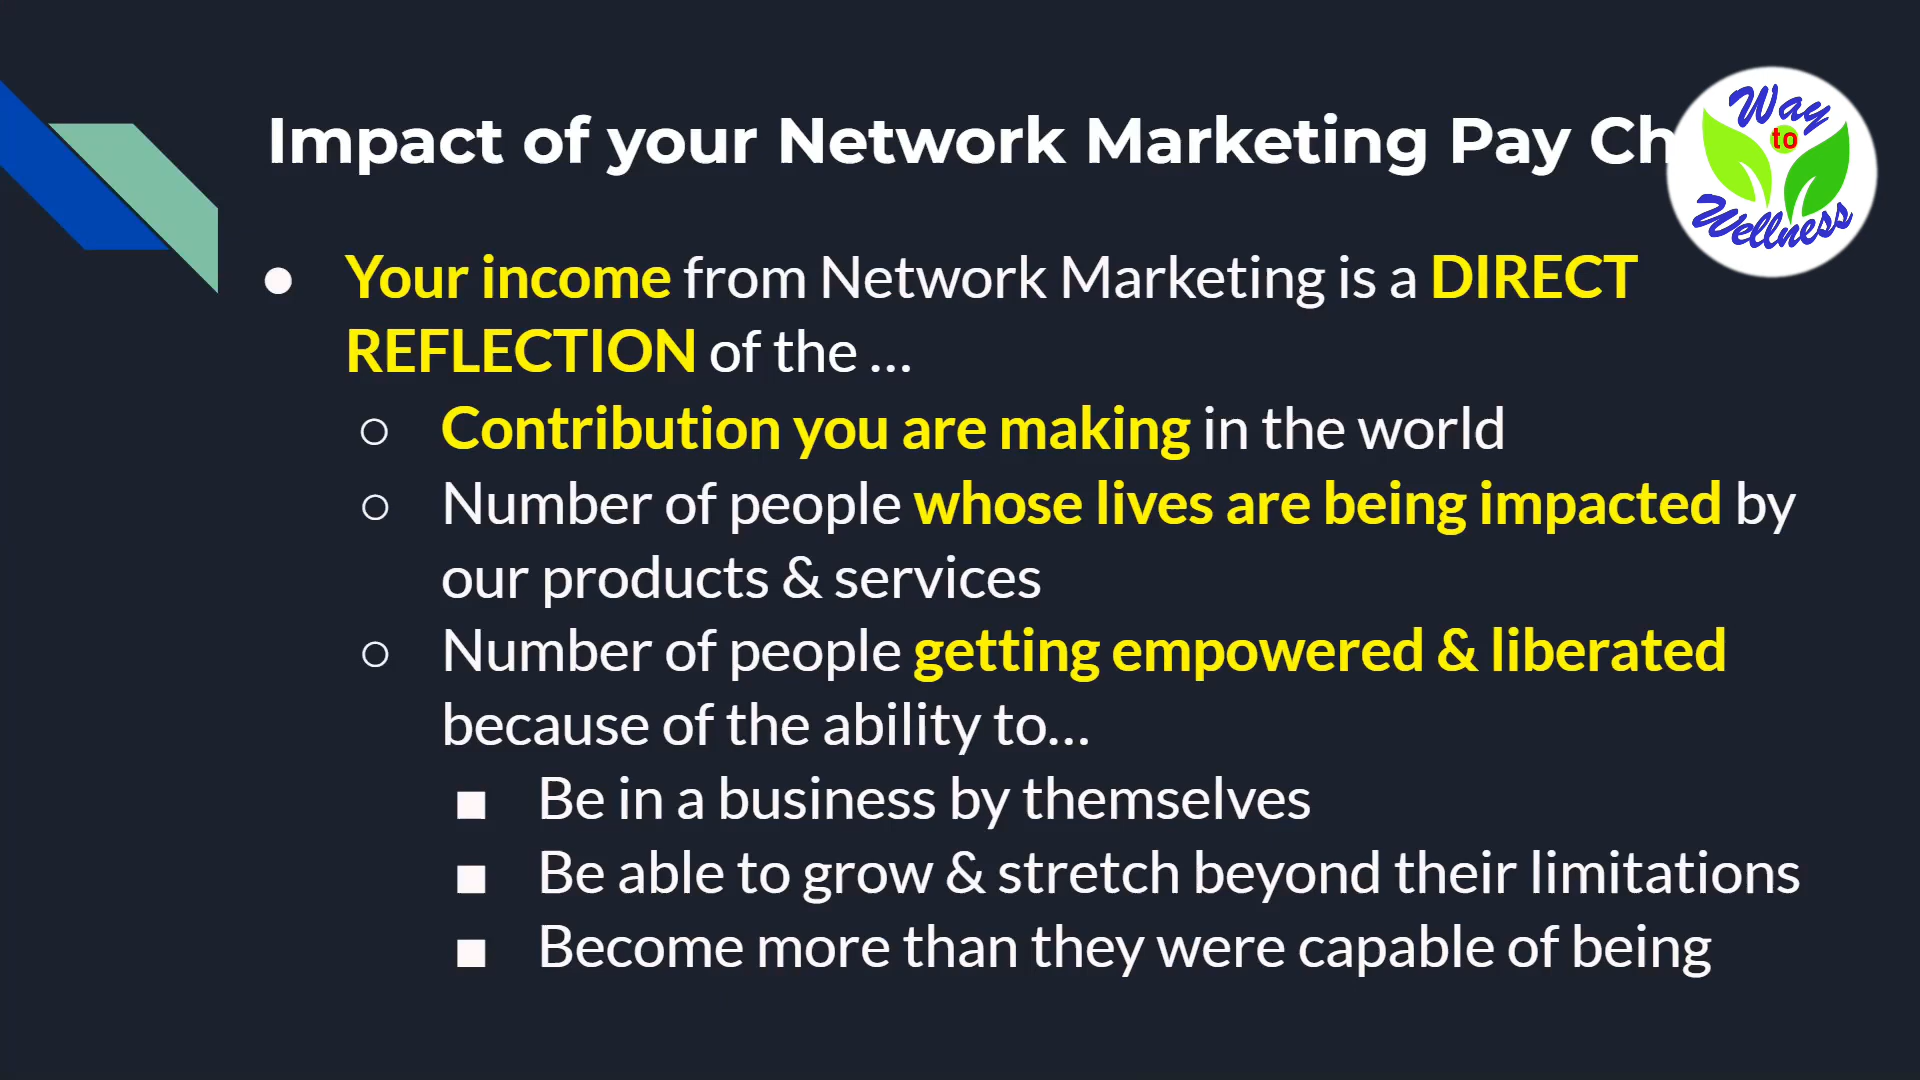 Impact of your Network Marketing Pay Ch
Way
to
Wellness
● Your income from Network Marketing is a DIRECT
REFLECTION of the ...
○ Contribution you are making in the world
○ Number of people whose lives are being impacted by
our products & services
○ Number of people getting empowered & liberated
because of the ability to...
■ Be in a business by themselves
■ Be able to grow & stretch beyond their limitations
■ Become more than they were capable of being